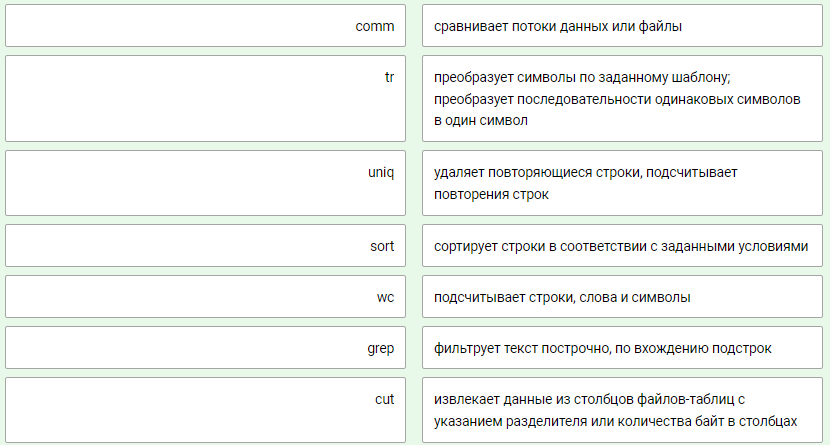 comm
сравнивает потоки данных или файлы
tr
преобразует символы по заданному шаблону;
преобразует последовательности одинаковых символов
в один символ
uniq
удаляет повторяющиеся строки, подсчитывает
повторения строк
sort
сортирует строки в соответствии с заданными условиями
wc
подсчитывает строки, слова и символы
grep
фильтрует текст построчно, по вхождению подстрок
cut
извлекает данные из столбцов файлов-таблиц с
указанием разделителя или количества байт в столбцах